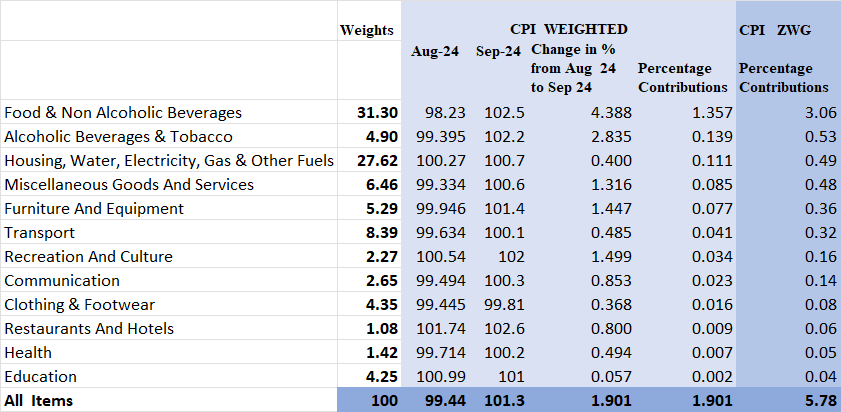 CPI WEIGHTED CPI ZWG
Weights Aug-24 Sep-24 Change in % from Aug 24 to Sep 24 Percentage Contributions Percentage Contributions
Food & Non Alcoholic Beverages 31.30 98.23 102.5 4.388 1.357 3.06
Alcoholic Beverages & Tobacco 4.90 99.395 102.2 2.835 0.139 0.53
Housing, Water, Electricity, Gas & Other Fuels 27.62 100.27 100.7 0.400 0.111 0.49
Miscellaneous Goods And Services 6.46 99.334 100.6 1.316 0.085 0.48
Furniture And Equipment 5.29 99.946 101.4 1.447 0.077 0.36
Transport 8.39 99.634 100.1 0.485 0.041 0.32
Recreation And Culture 2.27 100.54 102 1.499 0.034 0.16
Communication 2.65 99.494 100.3 0.853 0.023 0.14
Clothing & Footwear 4.35 99.445 99.81 0.368 0.016 0.08
Restaurants And Hotels 1.08 101.74 102.6 0.800 0.009 0.06
Health 1.42 99.714 100.2 0.494 0.007 0.05
Education 4.25 100.99 101 0.057 0.002 0.04
All Items 100 99.44 101.3 1.901 1.901 5.78